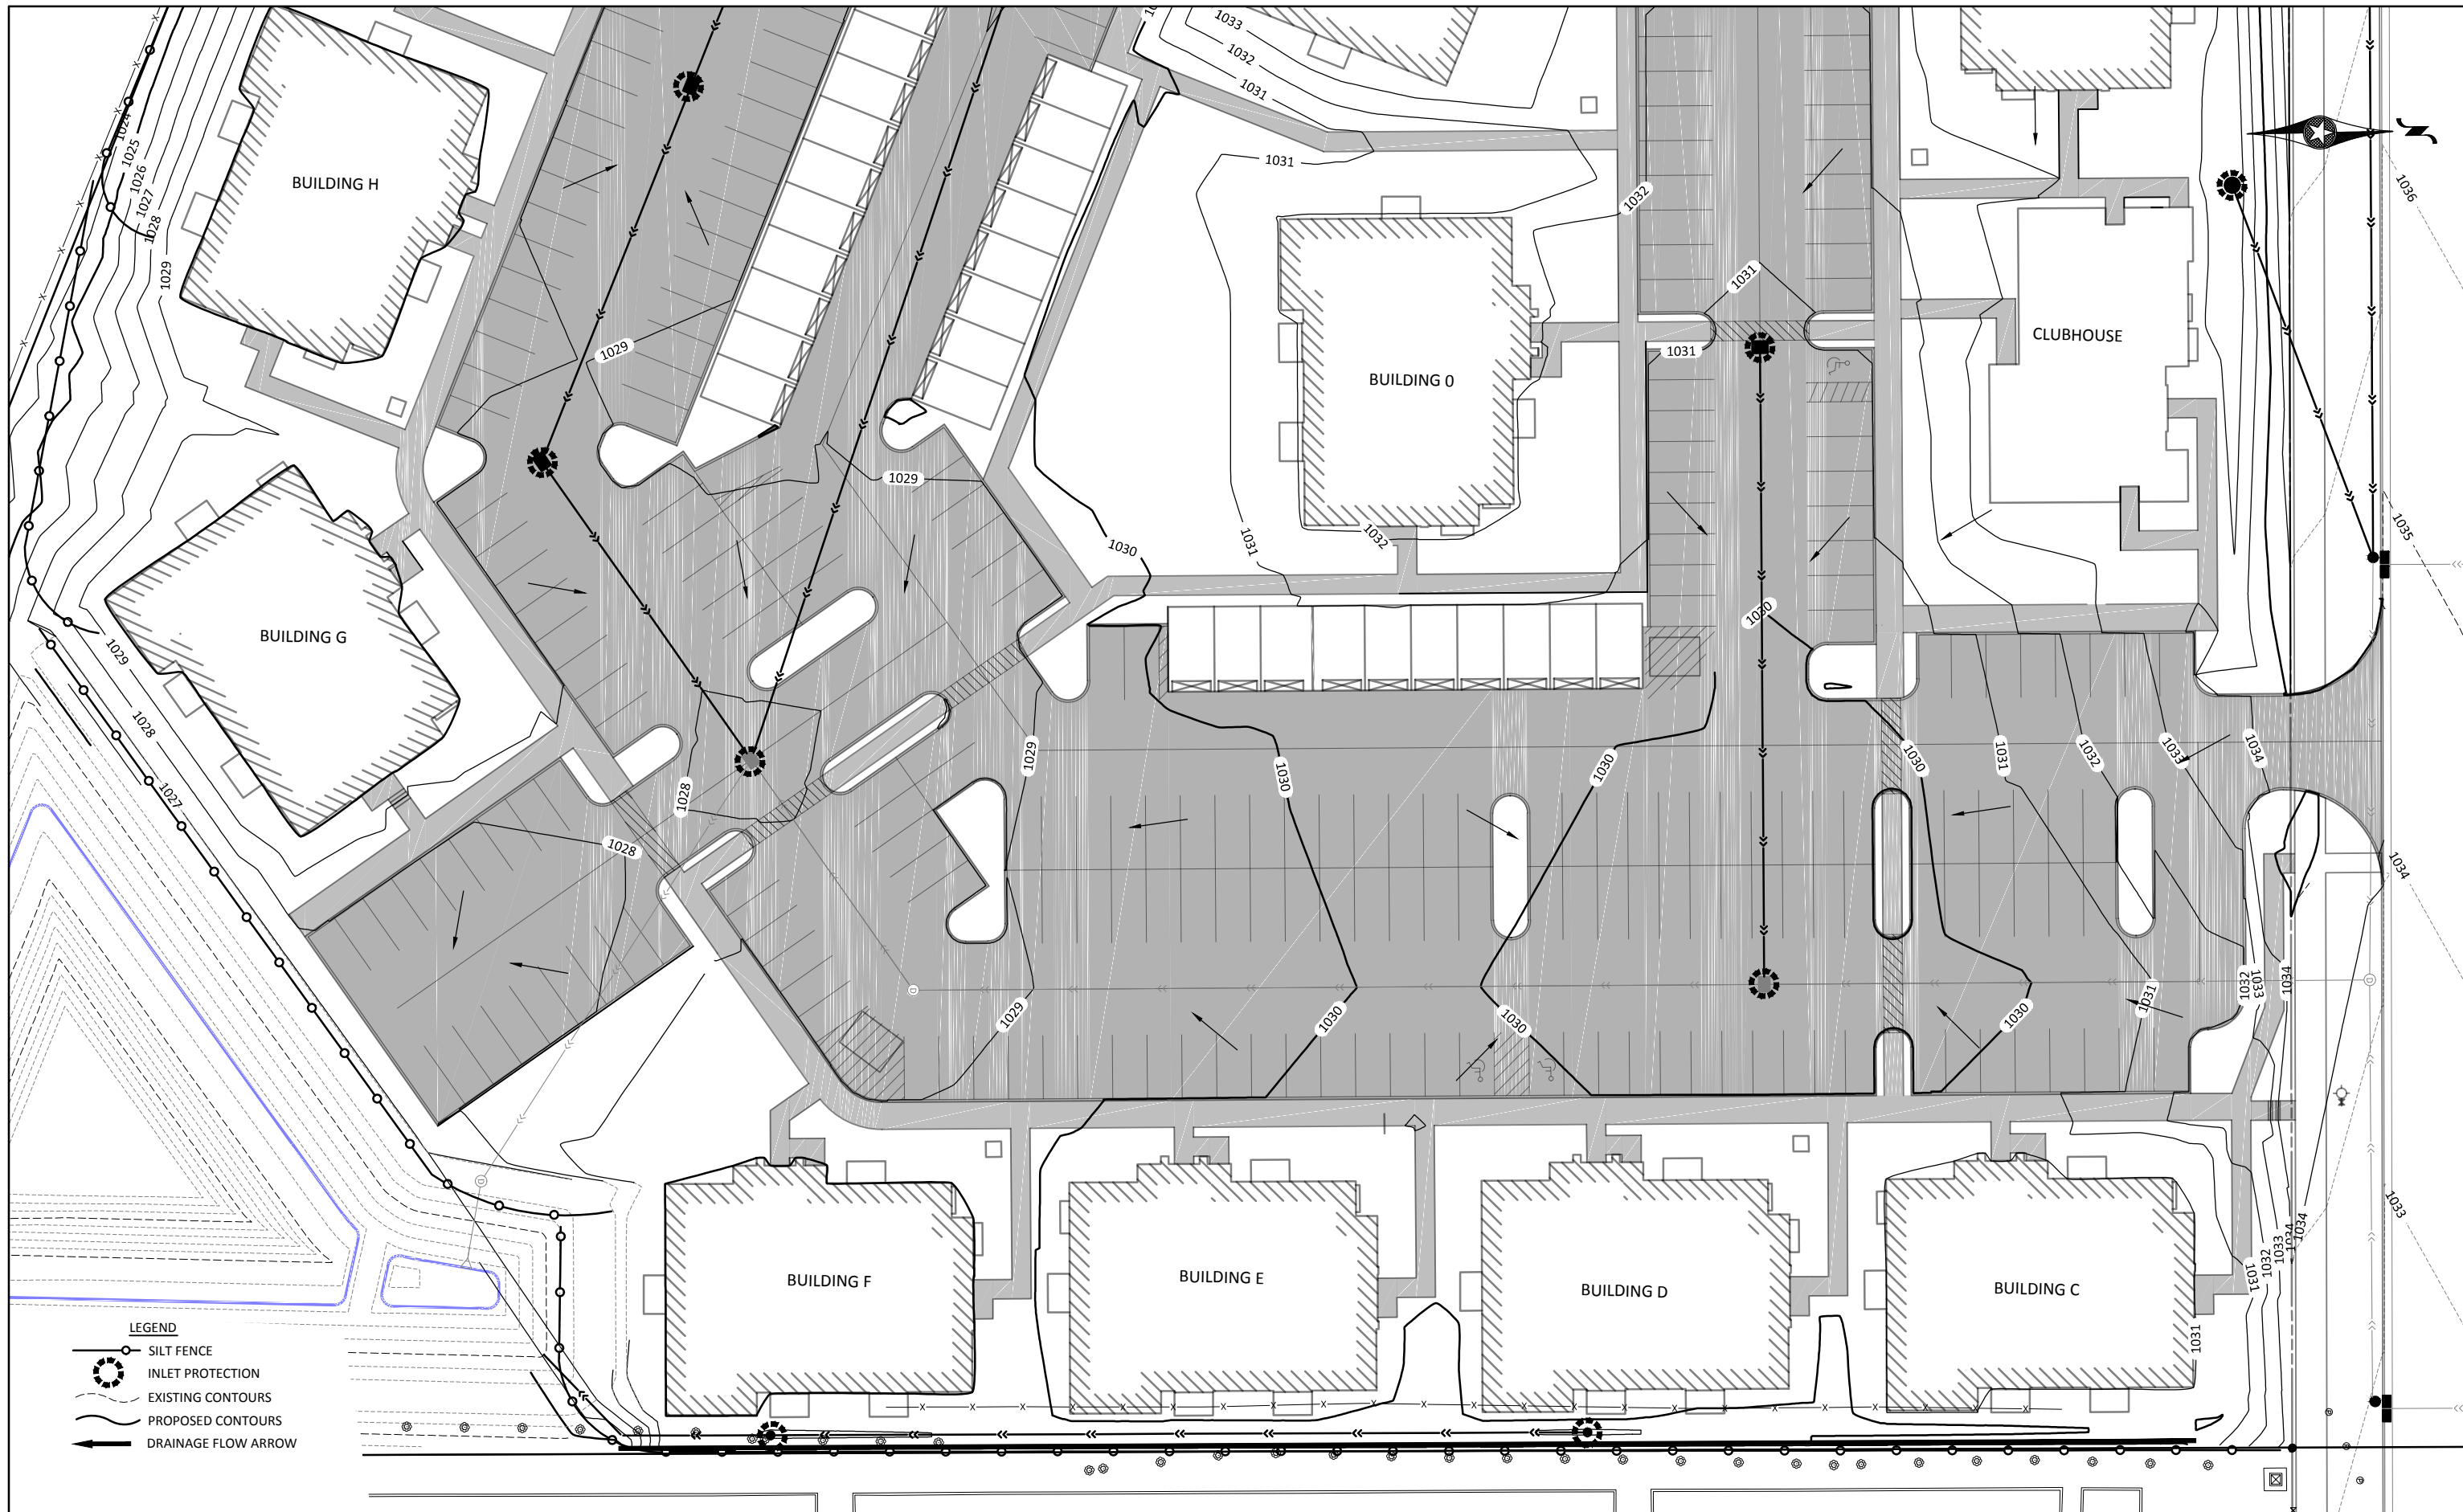 1033
1032
1031
1024
1025
1026
1027
1028
1029
BUILDING H
1031
1032
1036
N
1029
1031
1031
CLUBHOUSE
BUILDING 0
1029
1030
1031
1032
1035
1030
BUILDING G
1029
1028
1027
1028
1028
1029
1030
1030
1030
1031
1032
1033
1034
1034
1029
1030
1030
1030
1031
1032
1033
1034
D
D
D
BUILDING F
BUILDING E
BUILDING D
BUILDING C
1031
1032
1033
1034
1034
1033
1031
LEGEND
SILT FENCE
INLET PROTECTION
EXISTING CONTOURS
PROPOSED CONTOURS
DRAINAGE FLOW ARROW